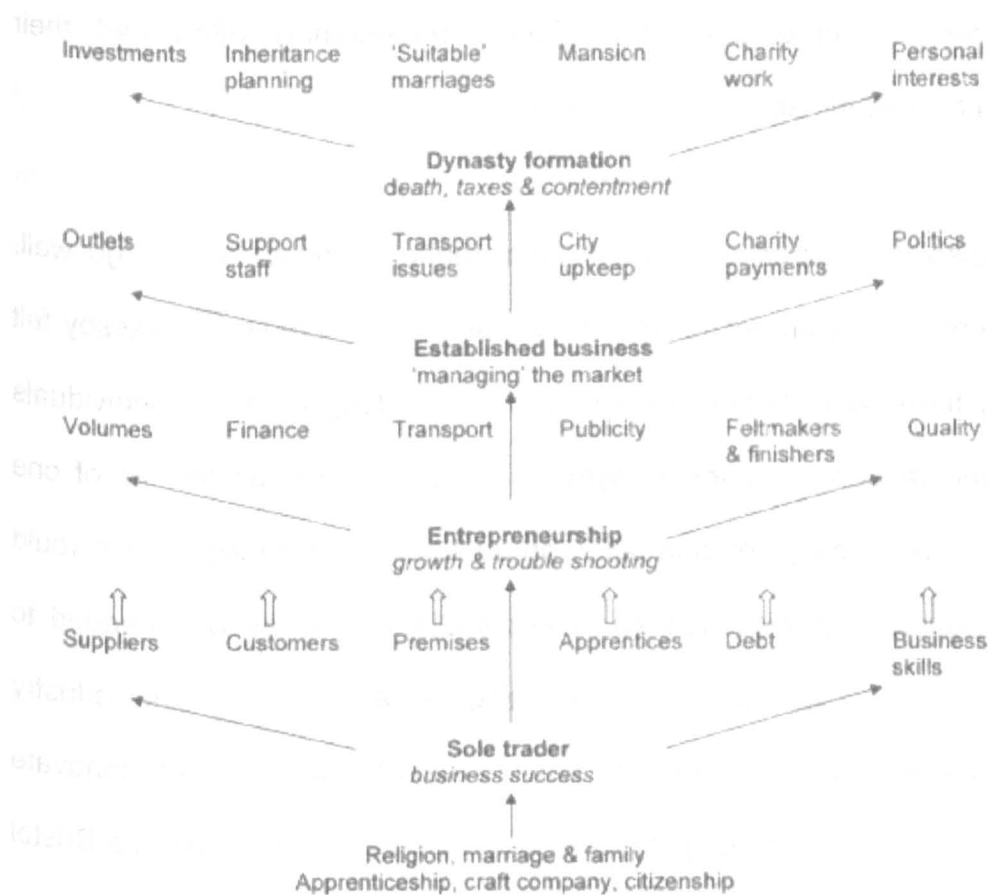 Investments Inheritance 'Suitable' Mansion Charity Personal
planning marriages work interests
Dynasty formation
death, taxes & contentment
Outlets Support Transport City Charity Politics
staff issues upkeep payments
Established business
'managing' the market
Volumes Finance Transport Publicity Feltmakers Quality
& finishers
Entrepreneurship
growth & trouble shooting
Suppliers Customers Premises Apprentices Debt Business
skills
Sole trader
business success
Religion, marriage & family
Apprenticeship, craft company, citizenship